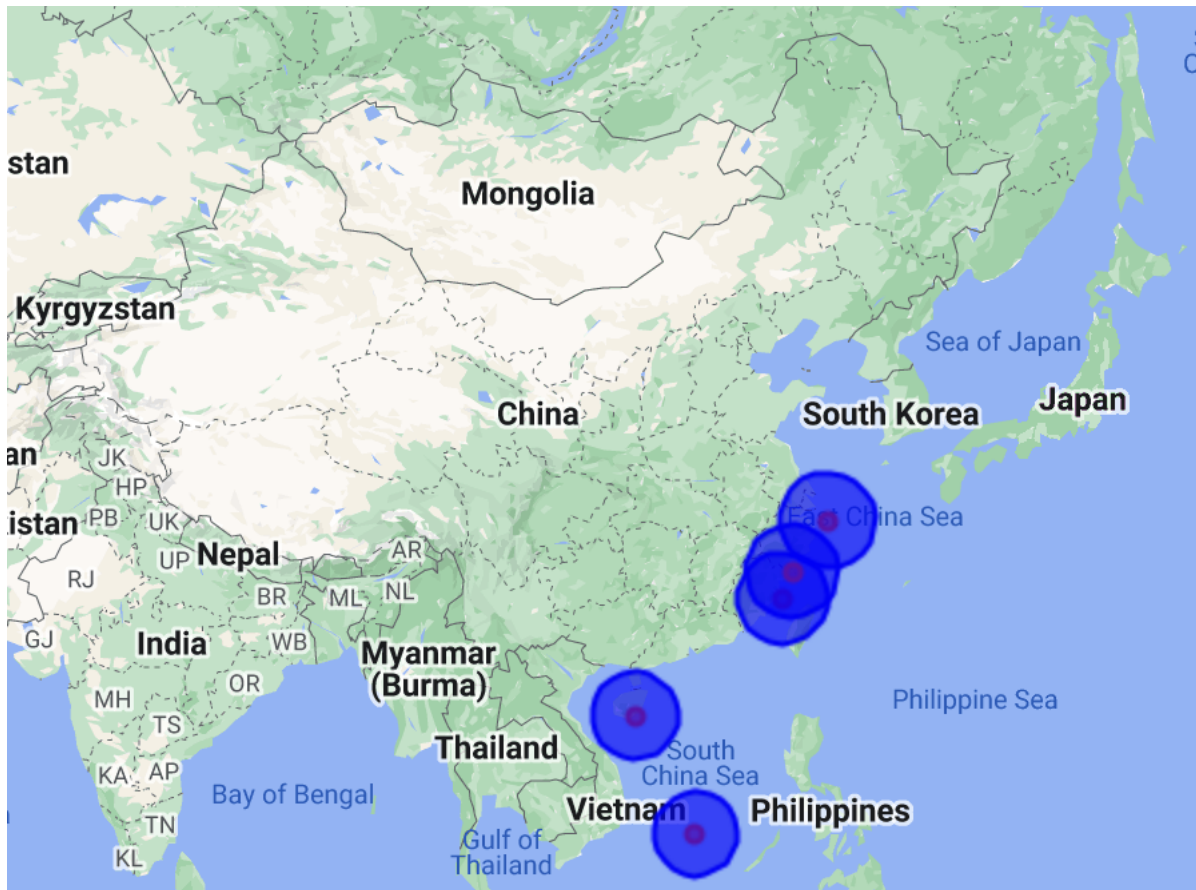 stan
Mongolia
Kyrgyzstan
Sea of Japan
China
South Korea
Japan
an
JK
HP
istan
PB
UK
East China Sea
UP
Nepal
AR
RJ
BR
ML
NL
GJ
India
WB
Myanmar
(Burma)
OR
MH
Philippine Sea
TS
Thailand
South
China Sea
KA
AP
Bay of Bengal
Vietnam
Philippines
TN
Gulf of
Thailand
KL